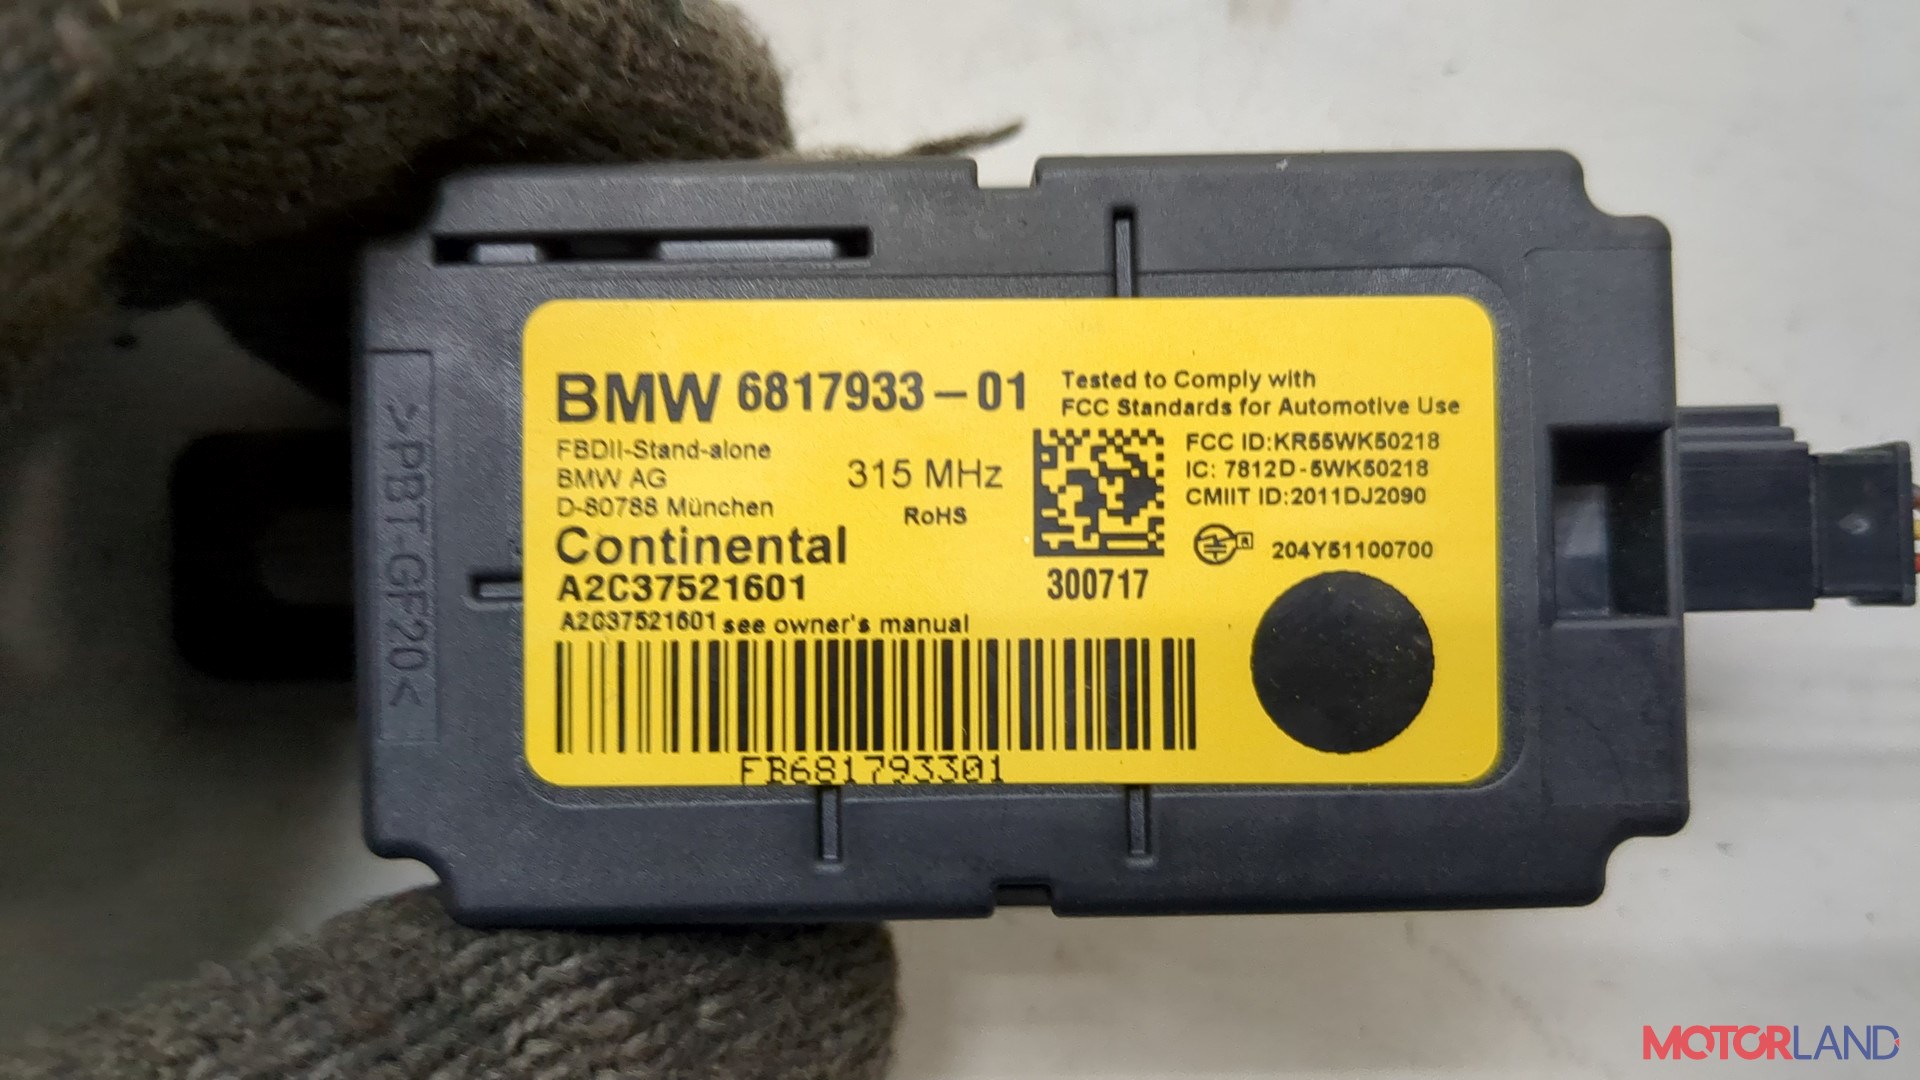 BMW 6817933-01
FBDII-Stand-alone
BMW AG
D-80788 München
315 MHz
RoHS
Continental
A2C37521601
A2C37521601 see owner's manual
FB681793301
Tested to Comply with
FCC Standards for Automotive Use
FCC ID:KR55WK50218
IC: 7812D-5WK50218
CMIIT ID:2011DJ2090
R 204Y51100700
300717
>PBT-GF20<
MOTORLAND